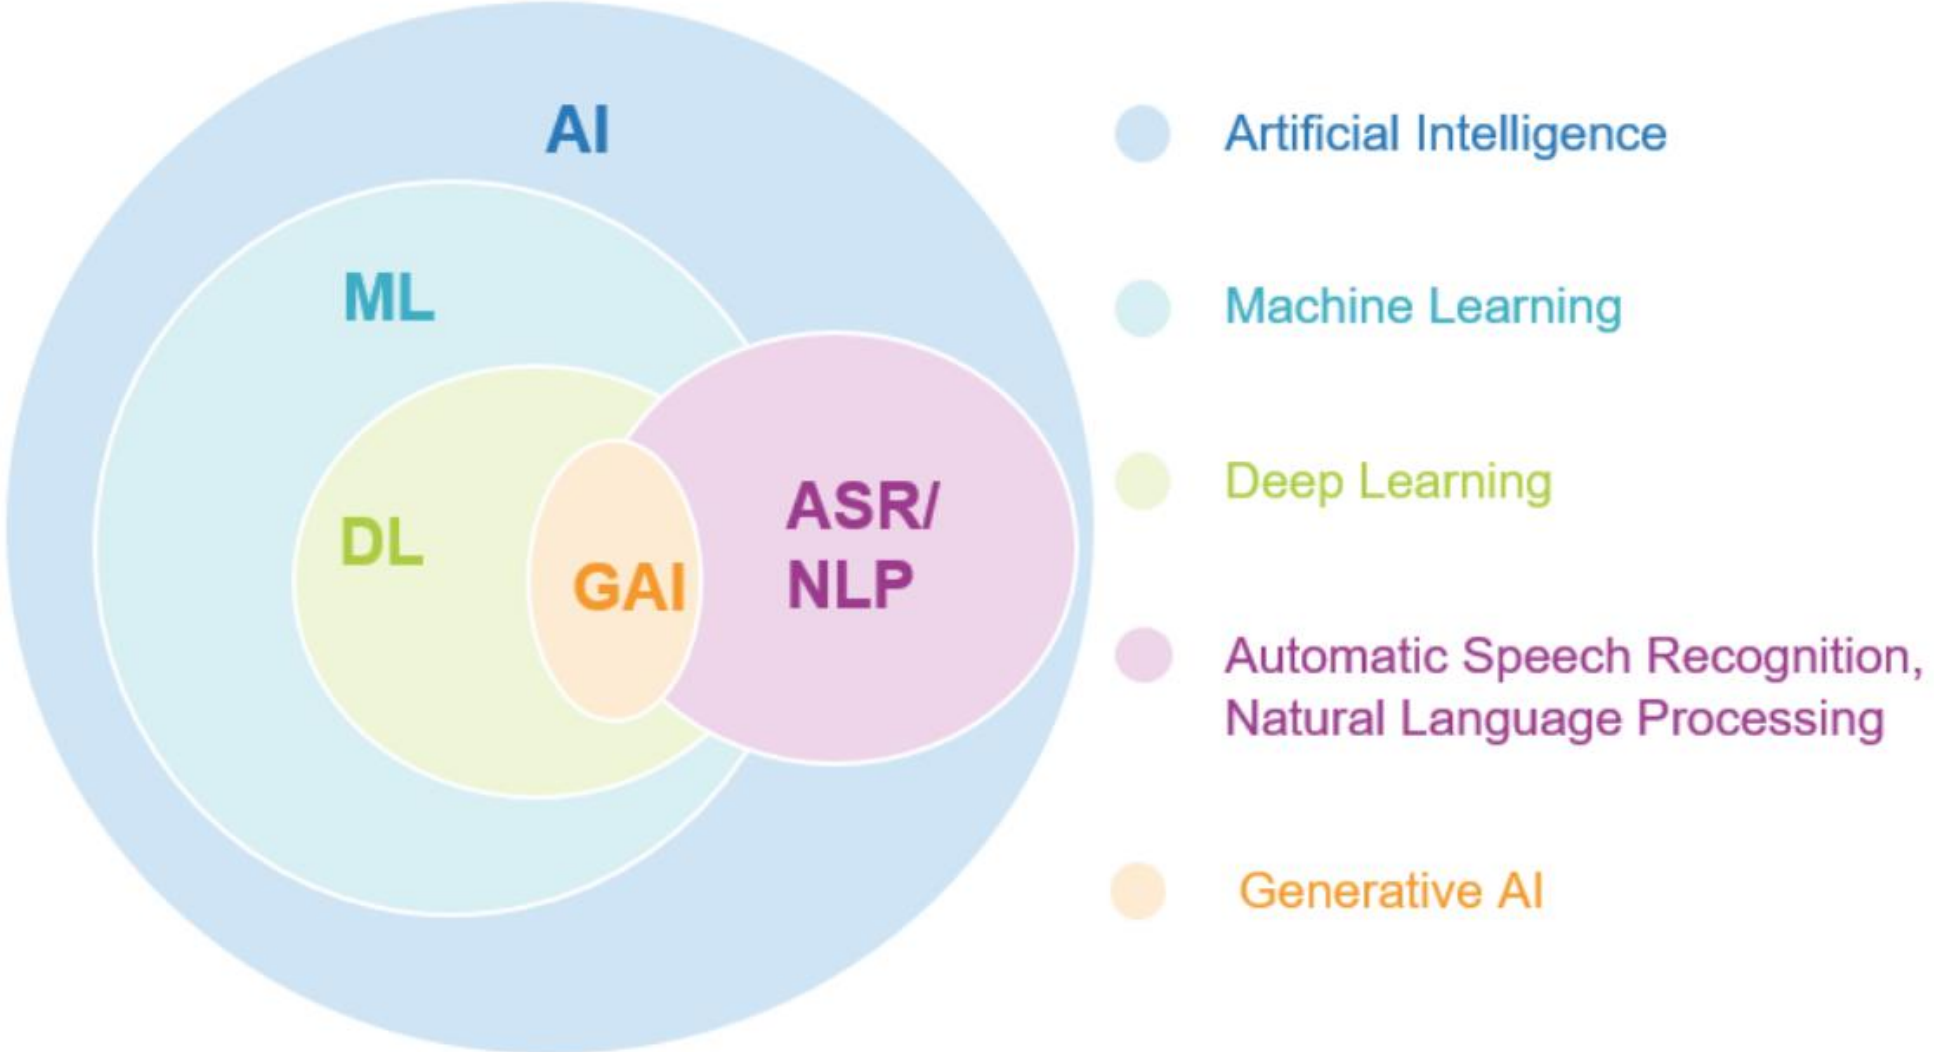 AI
ML
DL
GAI
ASR/
NLP
Artificial Intelligence
Machine Learning
Deep Learning
Automatic Speech Recognition,
Natural Language Processing
Generative AI